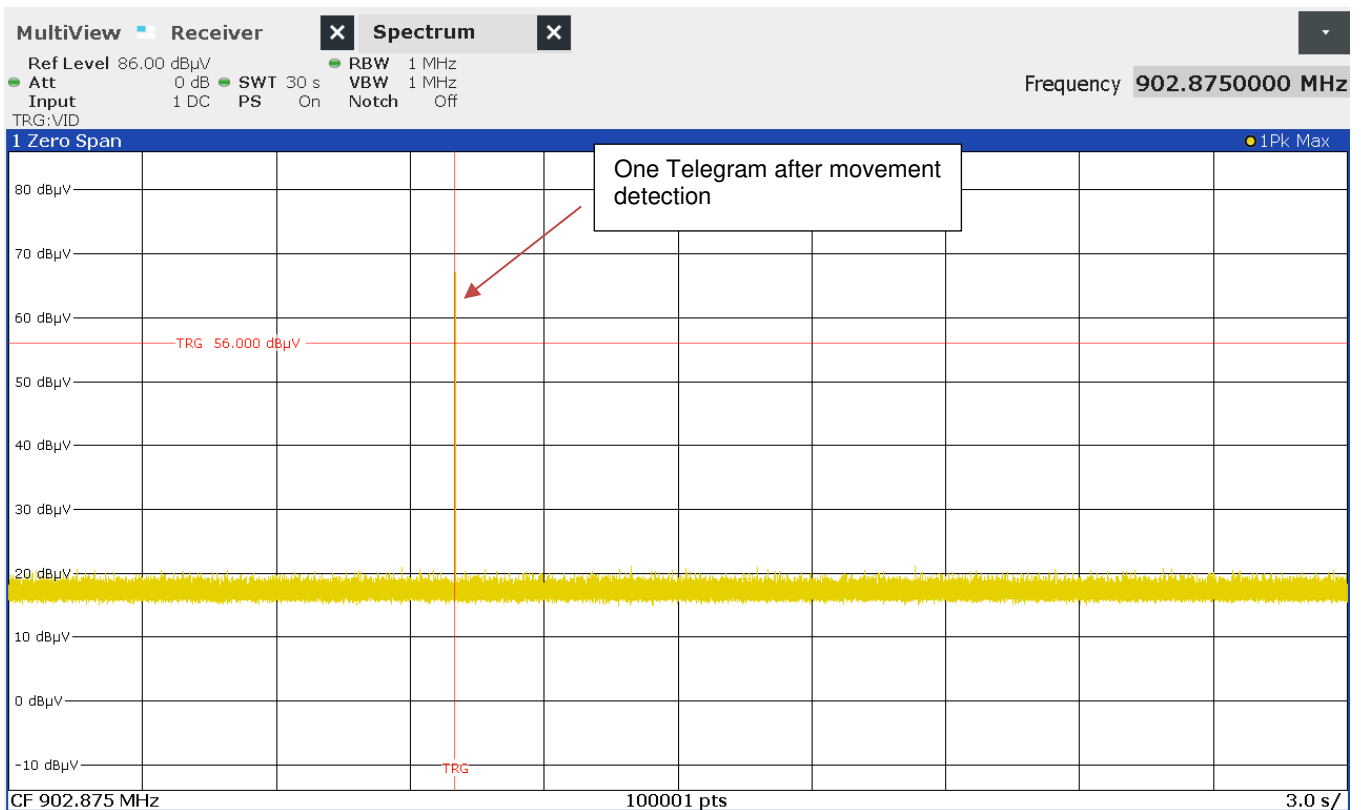 MultiView Receiver X Spectrum X
Ref Level 86.00 dBµV RBW 1 MHz
Att 0 dB SWT 30 s VBW 1 MHz
Input 1 DC PS On Notch Off
Frequency 902.8750000 MHz
TRG:VID
1 Zero Span 1Pk Max
One Telegram after movement
detection
80 dBµV
70 dBµV
60 dBµV
TRG 56.000 dBµV
50 dBµV
40 dBµV
30 dBµV
20 dBµV
10 dBµV
0 dBµV
-10 dBµV
TRG
CF 902.875 MHz 100001 pts 3.0 s/